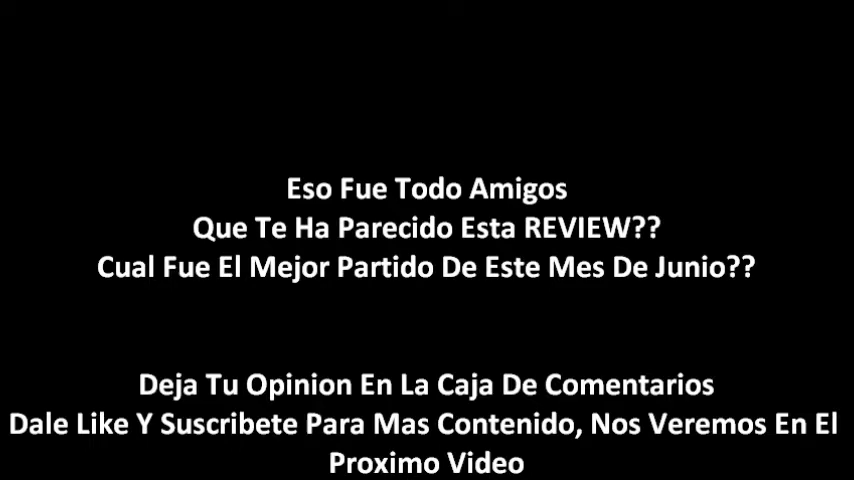 Eso Fue Todo Amigos
Que Te Ha Parecido Esta REVIEW??
Cual Fue El Mejor Partido De Este Mes De Junio??
Deja Tu Opinion En La Caja De Comentarios
Dale Like Y Suscribete Para Mas Contenido, Nos Veremos En El
Proximo Video